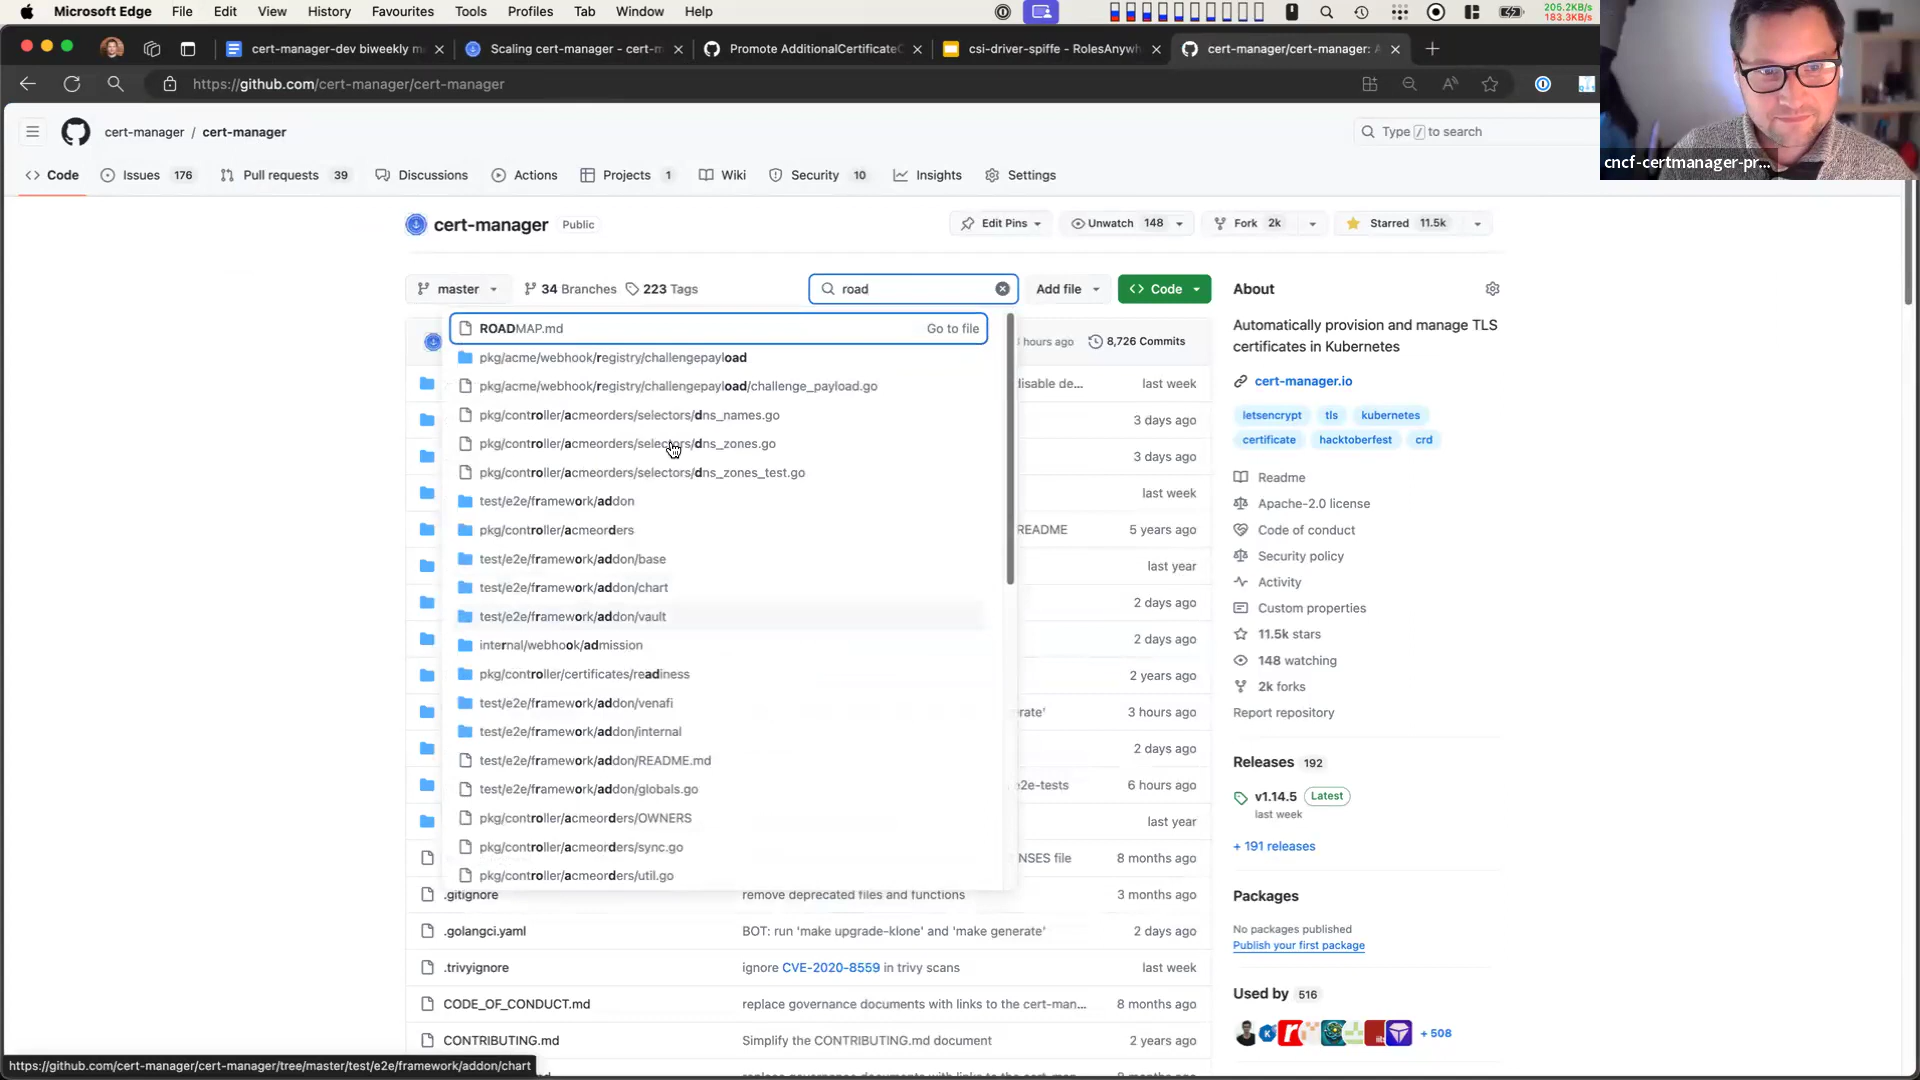 Microsoft Edge File Edit View History Favourites Tools Profiles Tab Window Help
205.2KB/s
183.3KB/s
cert-manager-dev biweekly m
Scaling cert-manager - cert-m
Promote AdditionalCertificateO
csi-driver-spiffe - RolesAnywh
cert-manager/cert-manager: A
https://github.com/cert-manager/cert-manager
cert-manager / cert-manager
Type / to search
cncf-certmanager-pr...
Code
Issues 176
Pull requests 39
Discussions
Actions
Projects 1
Wiki
Security 10
Insights
Settings
cert-manager Public
Edit Pins
Unwatch 148
Fork 2k
Starred 11.5k
master
34 Branches
223 Tags
road
Add file
Code
ROADMAP.md Go to file
pkg/acme/webhook/registry/challengepayload
pkg/acme/webhook/registry/challengepayload/challenge_payload.go
pkg/controller/acmeorders/selectors/dns_names.go
pkg/controller/acmeorders/selectors/dns_zones.go
pkg/controller/acmeorders/selectors/dns_zones_test.go
test/e2e/framework/addon
pkg/controller/acmeorders
test/e2e/framework/addon/base
test/e2e/framework/addon/chart
test/e2e/framework/addon/vault
internal/webhook/admission
pkg/controller/certificates/readiness
test/e2e/framework/addon/venafi
test/e2e/framework/addon/internal
test/e2e/framework/addon/README.md
test/e2e/framework/addon/globals.go
pkg/controller/acmeorders/OWNERS
pkg/controller/acmeorders/sync.go
pkg/controller/acmeorders/util.go
hours ago 8,726 Commits
disable de... last week
3 days ago
3 days ago
last week
README 5 years ago
last year
2 days ago
2 days ago
2 years ago
rate' 3 hours ago
2 days ago
e2e-tests 6 hours ago
last year
NSES file 8 months ago
.gitignore remove deprecated files and functions 3 months ago
.golangci.yaml BOT: run 'make upgrade-klone' and 'make generate' 2 days ago
.trivyignore ignore CVE-2020-8559 in trivy scans last week
CODE_OF_CONDUCT.md replace governance documents with links to the cert-man... 8 months ago
CONTRIBUTING.md Simplify the CONTRIBUTING.md document 2 years ago
About
Automatically provision and manage TLS
certificates in Kubernetes
cert-manager.io
letsencrypt tls kubernetes
certificate hacktoberfest crd
Readme
Apache-2.0 license
Code of conduct
Security policy
Activity
Custom properties
11.5k stars
148 watching
2k forks
Report repository
Releases 192
v1.14.5 Latest
last week
+ 191 releases
Packages
No packages published
Publish your first package
Used by 516
+ 508
https://github.com/cert-manager/cert-manager/tree/master/test/e2e/framework/addon/chart